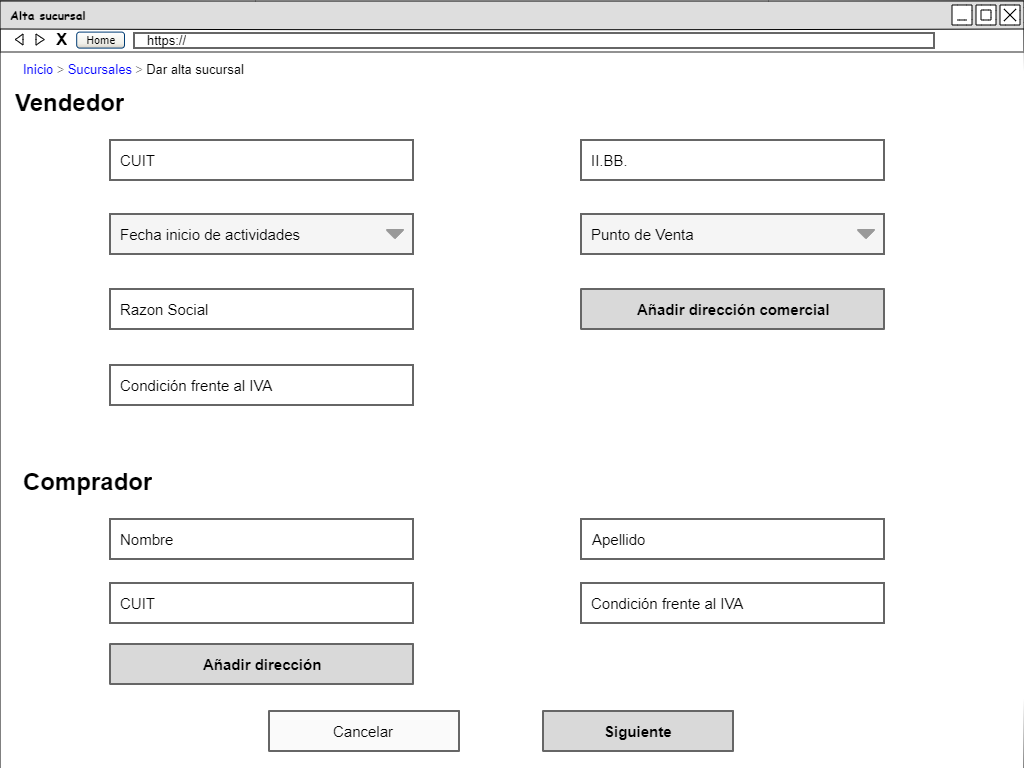 Alta sucursal
X Home https://
Inicio > Sucursales > Dar alta sucursal
Vendedor
CUIT
II.BB.
Fecha inicio de actividades
Punto de Venta
Razon Social
Añadir dirección comercial
Condición frente al IVA
Comprador
Nombre
Apellido
CUIT
Condición frente al IVA
Añadir dirección
Cancelar
Siguiente